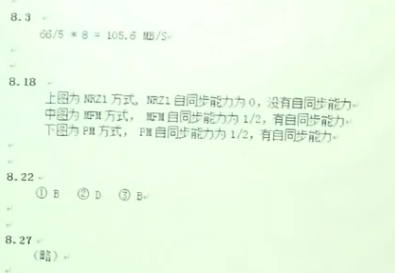 8.3
66/5 * 8 = 105.6 MB/S
8.18
上图为 NRZ1 方式, NRZ1 自同步能力为 0, 没有自同步能力
中图为 MFM 方式, MFM 自同步能力为 1/2, 有自同步能力
下图为 PM 方式, PM 自同步能力为 1/2, 有自同步能力
8.22
① B ② D ③ B
8.27
(略)